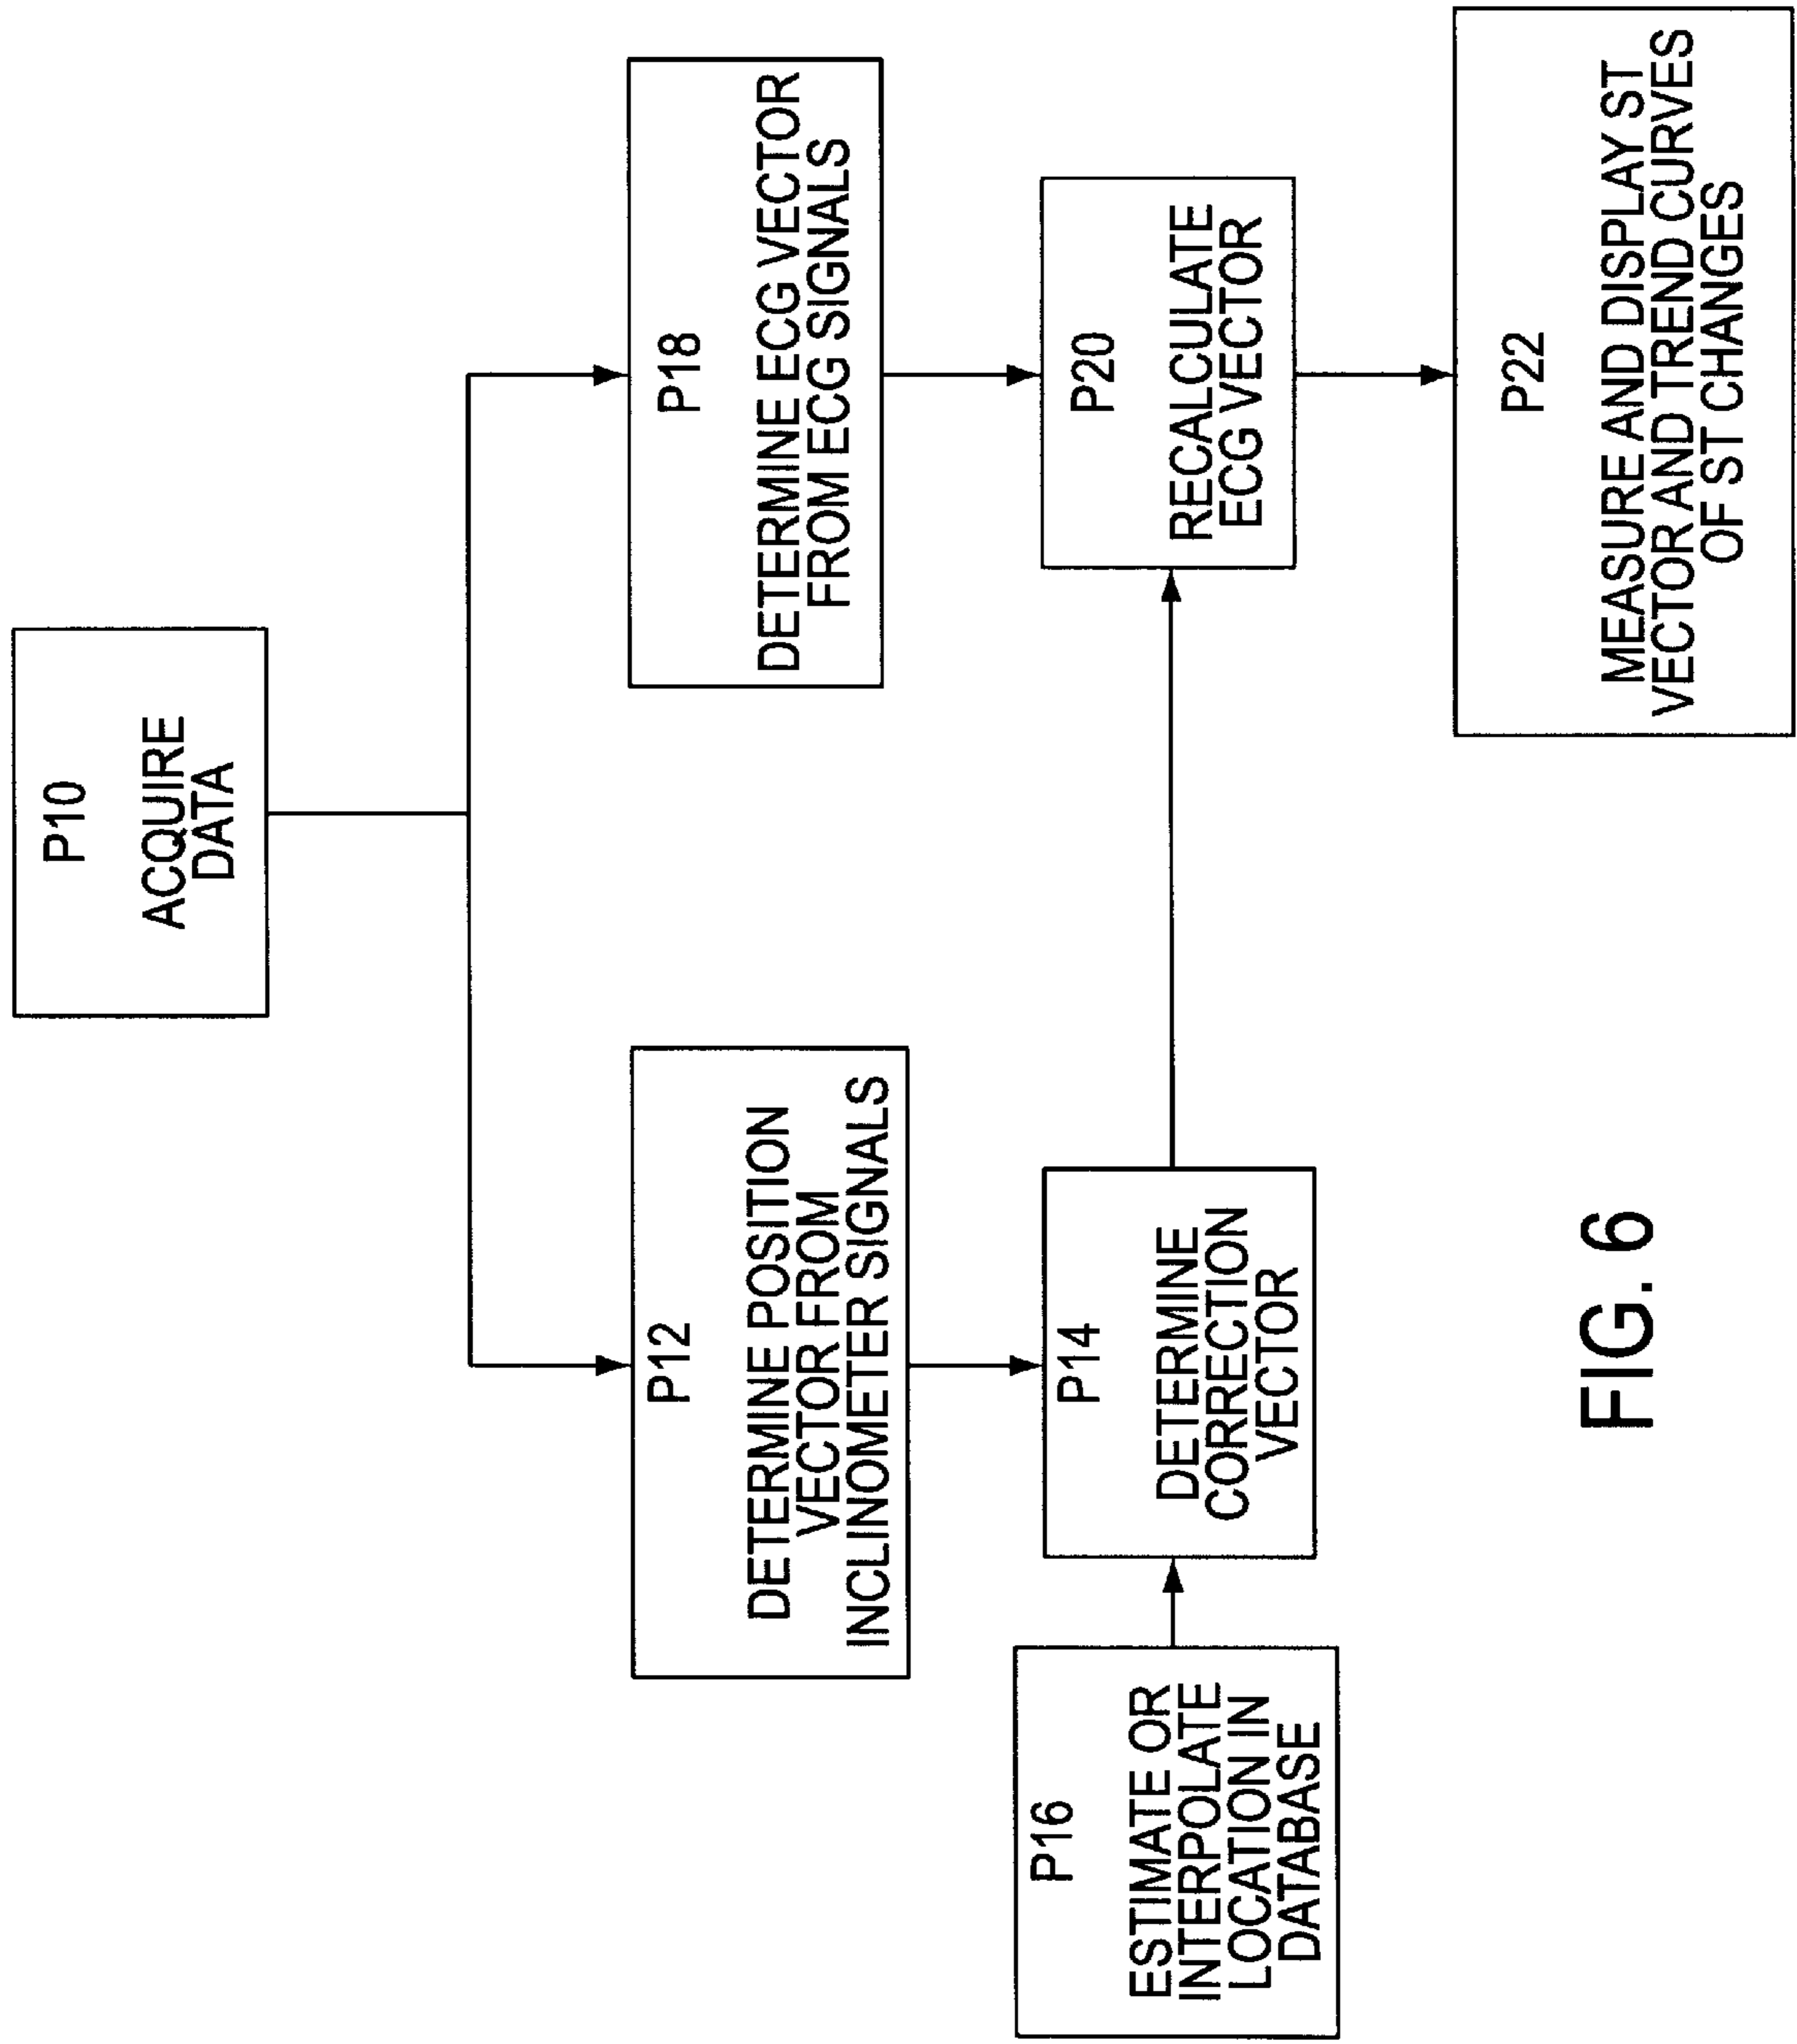 P10
ACQUIRE
DATA
P12
DETERMINE POSITION
VECTOR FROM
INCLINOMETER SIGNALS
P18
DETERMINE ECG VECTOR
FROM ECG SIGNALS
P16
ESTIMATE OR
INTERPOLATE
LOCATION IN
DATABASE
P14
DETERMINE
CORRECTION
VECTOR
P20
RECALCULATE
ECG VECTOR
P22
MEASURE AND DISPLAY ST
VECTOR AND TREND CURVES
OF ST CHANGES
FIG. 6